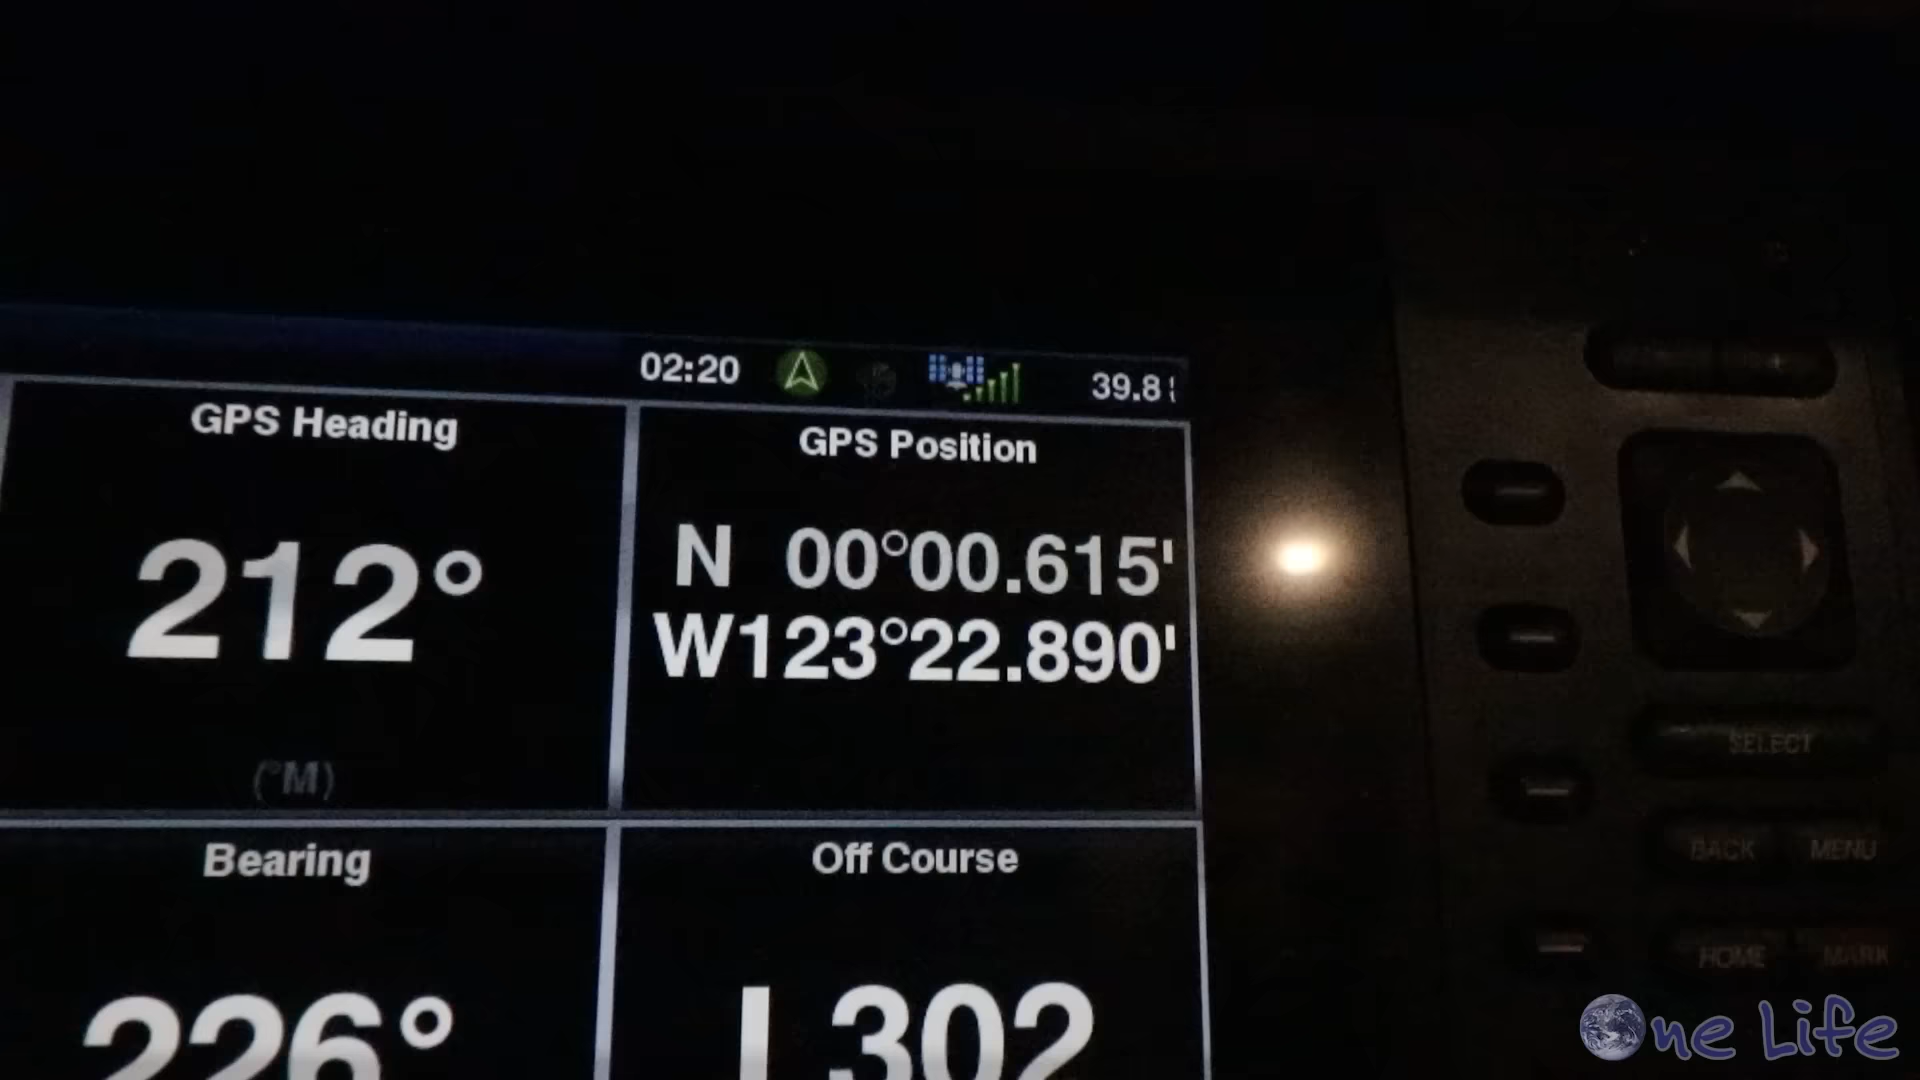 02:20
39.8
GPS Heading
212°
(°M)
GPS Position
N 00°00.615'
W123°22.890'
Bearing
226°
Off Course
L302
SELECT
BACK MENU
HOME MARK
One Life